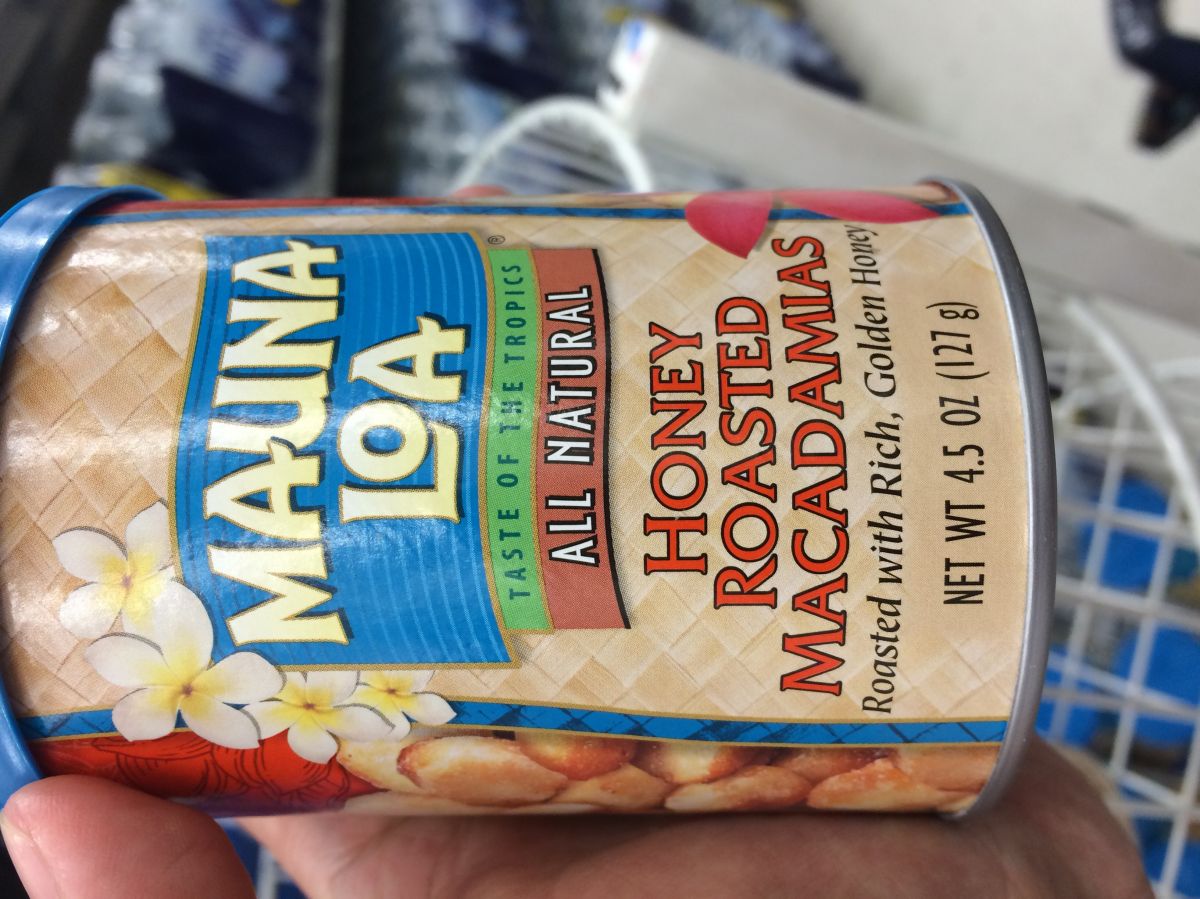 MAUNA
LOA
®
TASTE OF THE TROPICS
ALL NATURAL
HONEY
ROASTED
MACADAMIAS
Roasted with Rich, Golden Honey
NET WT 4.5 OZ (127 g)